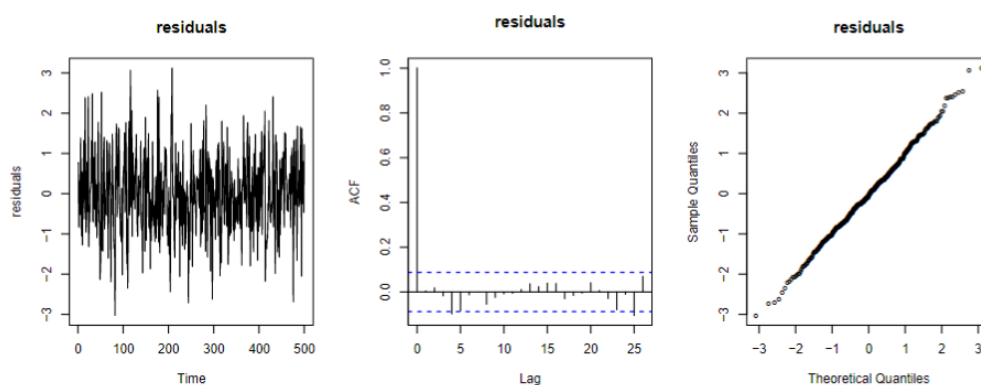 residuals
residuals
3
2
1
0
−1
−2
−3
0 100 200 300 400 500
Time
residuals
residuals
ACF
1.0
0.8
0.6
0.4
0.2
0.0
0 5 10 15 20 25
Lag
residuals
Sample Quantiles
3
2
1
0
−1
−2
−3
−3 −2 −1 0 1 2 3
Theoretical Quantiles